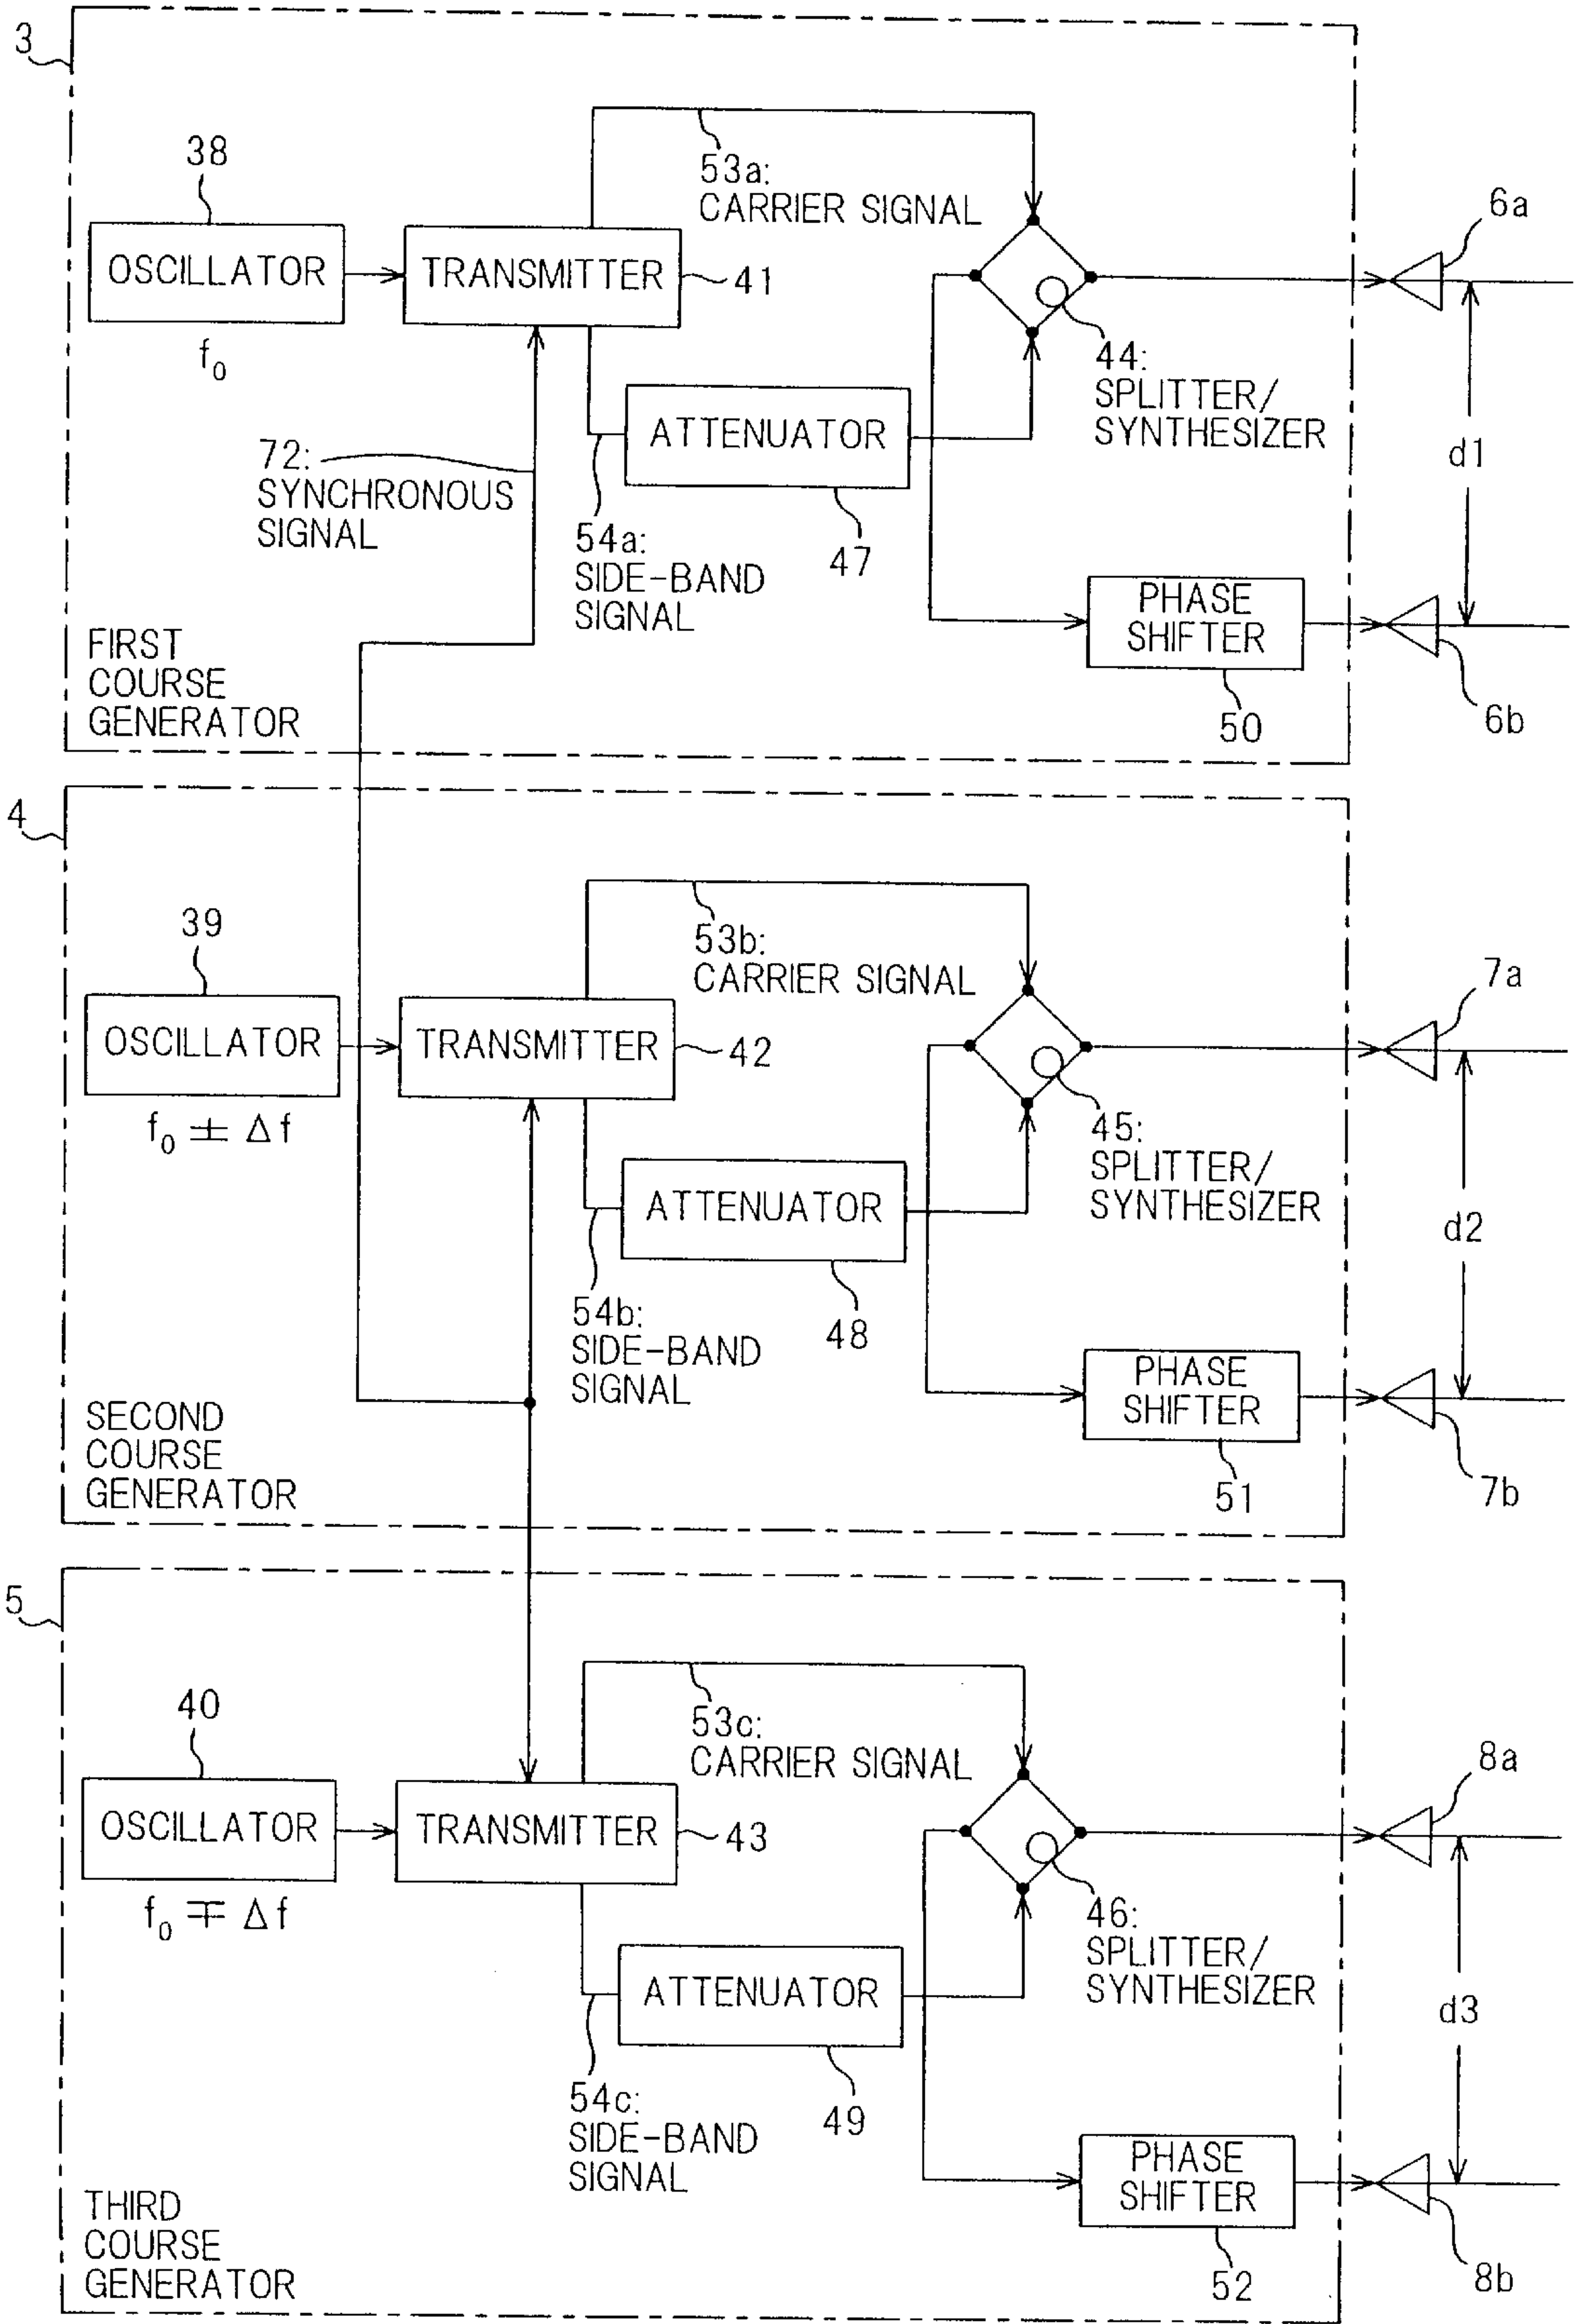 3
38
53a:
CARRIER SIGNAL
6a
OSCILLATOR
TRANSMITTER
41
f₀
44:
SPLITTER/
SYNTHESIZER
ATTENUATOR
72:
SYNCHRONOUS
SIGNAL
d1
54a:
SIDE-BAND
SIGNAL
47
PHASE
SHIFTER
FIRST
COURSE
GENERATOR
50
6b
4
39
53b:
CARRIER SIGNAL
7a
OSCILLATOR
TRANSMITTER
42
f₀ ± Δf
45:
SPLITTER/
SYNTHESIZER
ATTENUATOR
d2
54b:
SIDE-BAND
SIGNAL
48
PHASE
SHIFTER
SECOND
COURSE
GENERATOR
51
7b
5
40
53c:
CARRIER SIGNAL
8a
OSCILLATOR
TRANSMITTER
43
f₀ ∓ Δf
46:
SPLITTER/
SYNTHESIZER
ATTENUATOR
d3
54c:
SIDE-BAND
SIGNAL
49
PHASE
SHIFTER
THIRD
COURSE
GENERATOR
52
8b